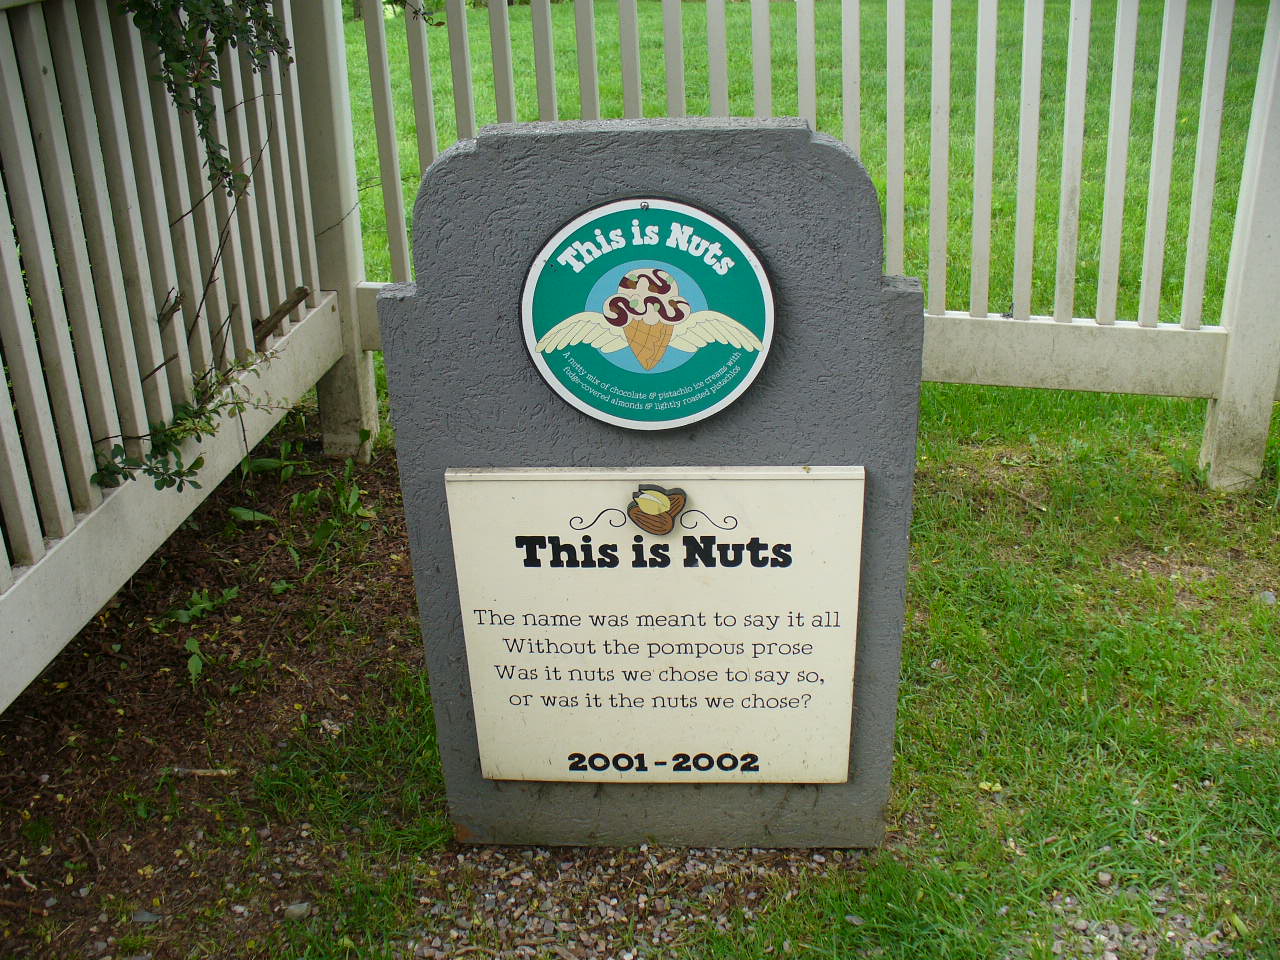 This is Nuts
A nutty mix of chocolate & pistachio ice creams with
fudge-covered almonds & lightly roasted pistachios
This is Nuts
The name was meant to say it all
Without the pompous prose
Was it nuts we chose to say so,
or was it the nuts we chose?
2001-2002